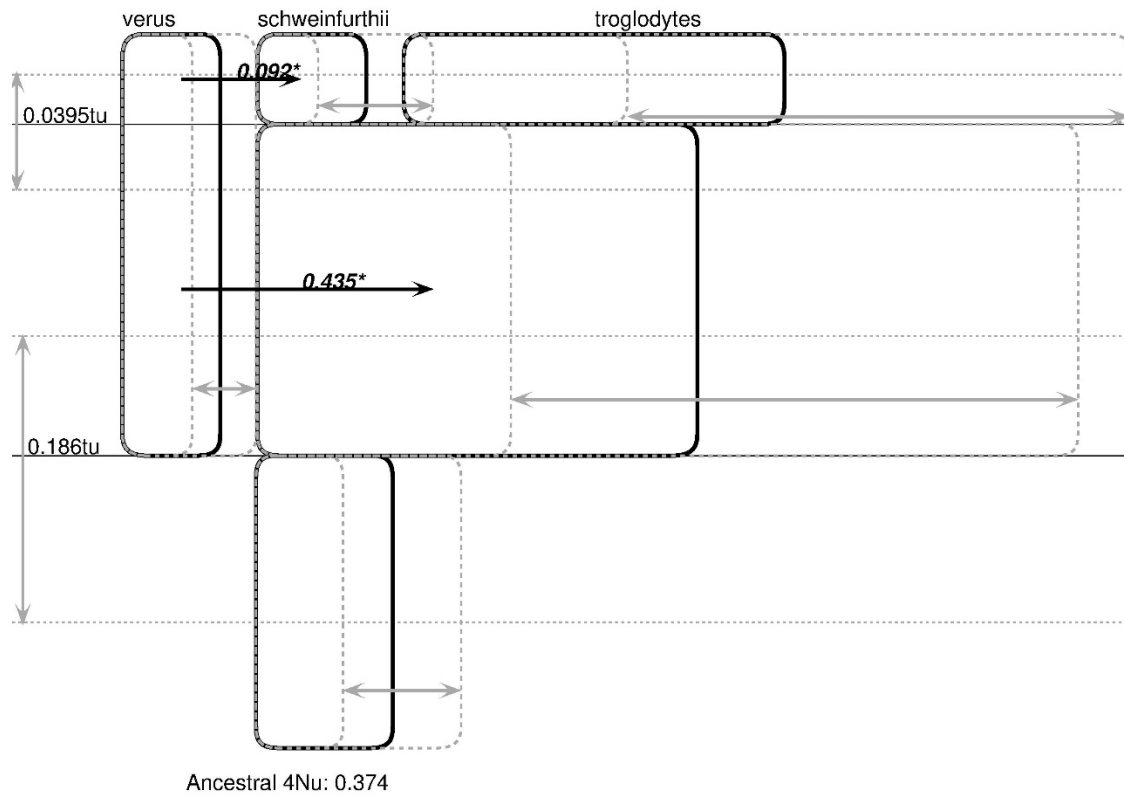 verus schweinfurthii troglodytes
0.092*
0.0395tu
0.435*
0.186tu
Ancestral 4Nu: 0.374